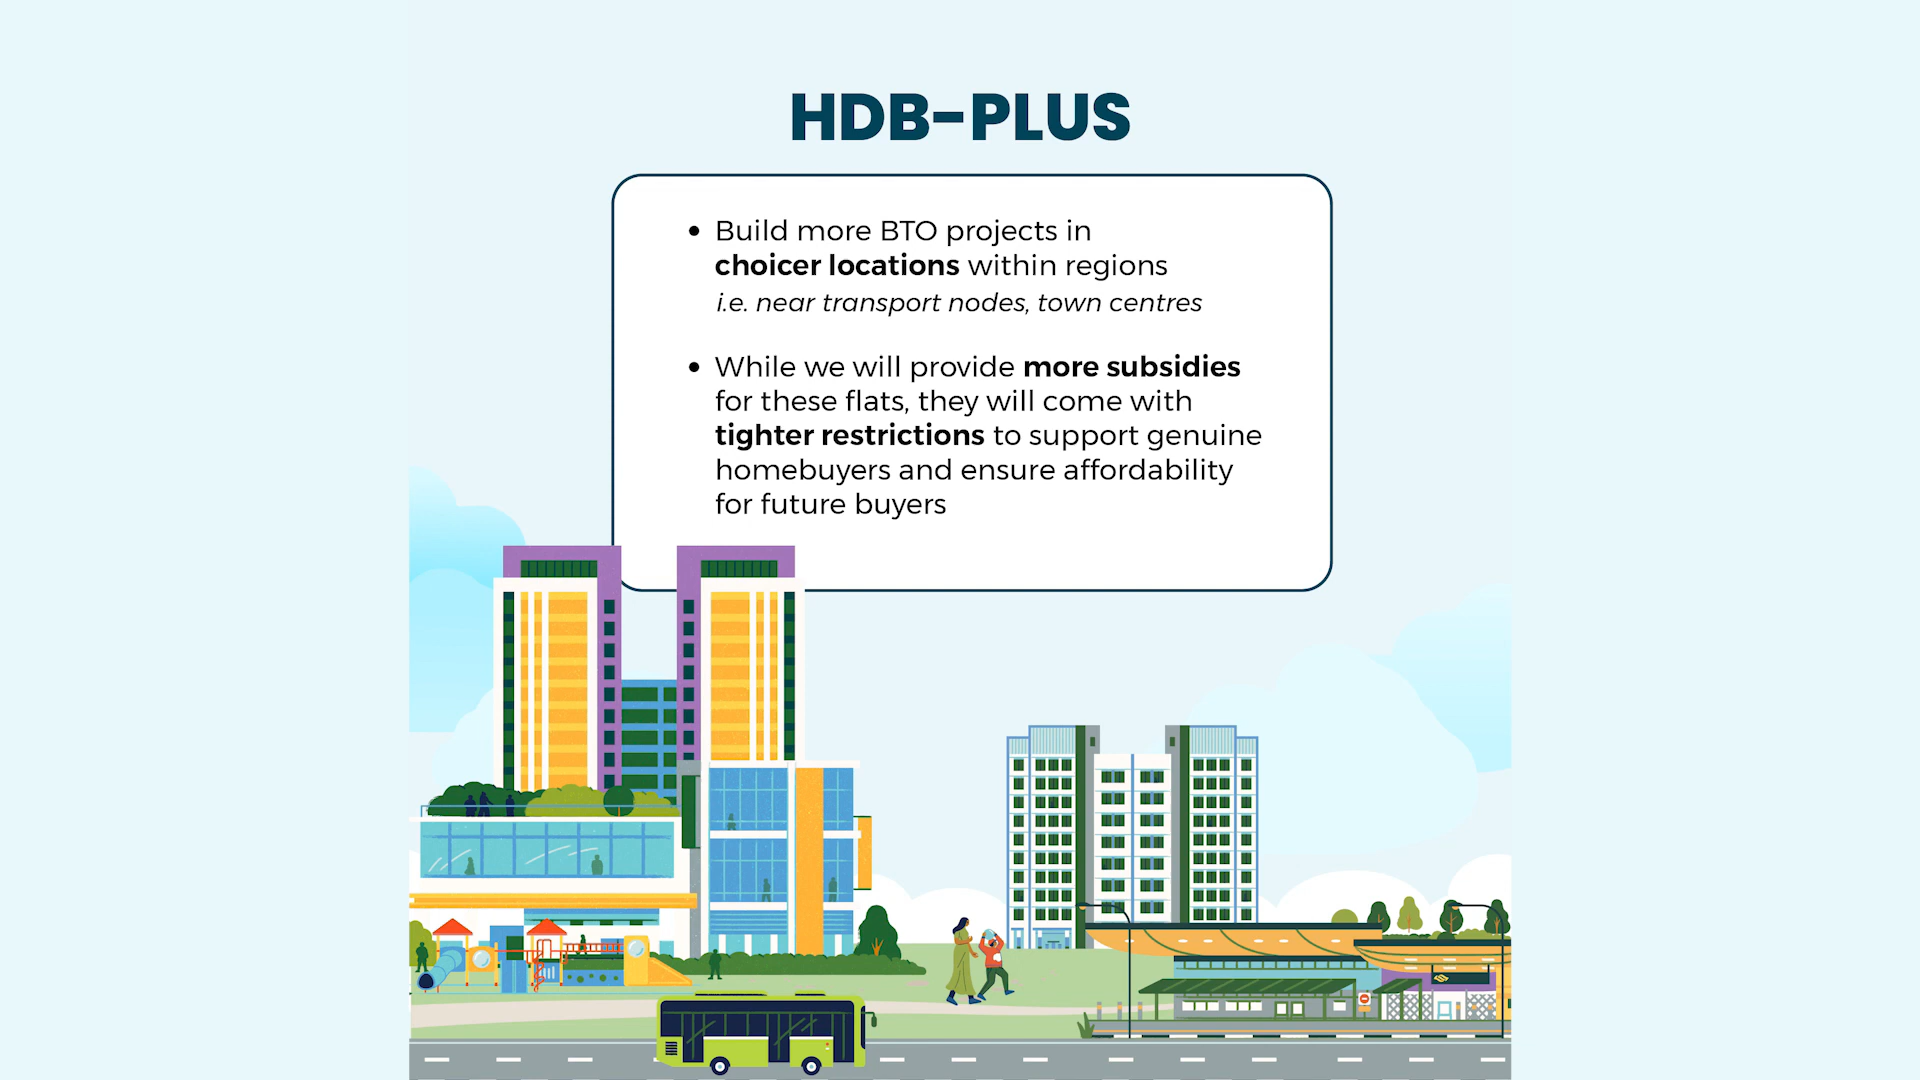 HDB-PLUS
• Build more BTO projects in
choicer locations within regions
i.e. near transport nodes, town centres
• While we will provide more subsidies
for these flats, they will come with
tighter restrictions to support genuine
homebuyers and ensure affordability
for future buyers